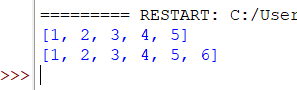 ========= RESTART: C:/User
[1, 2, 3, 4, 5]
[1, 2, 3, 4, 5, 6]
>>>